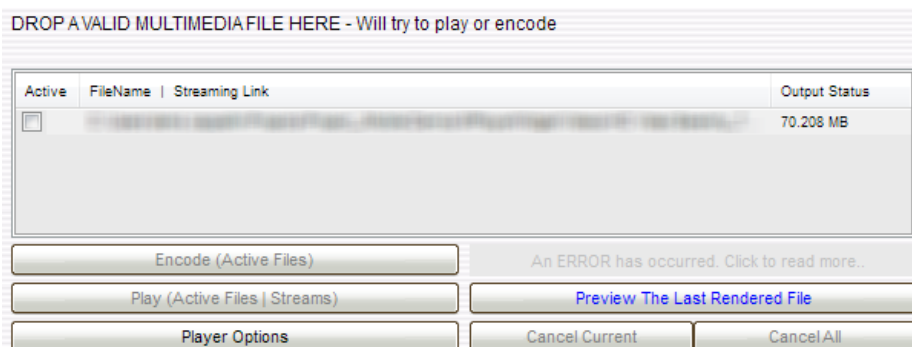 DROP A VALID MULTIMEDIA FILE HERE - Will try to play or encode
Active FileName | Streaming Link Output Status
70.208 MB
Encode (Active Files) An ERROR has occurred. Click to read more..
Play (Active Files | Streams) Preview The Last Rendered File
Player Options Cancel Current Cancel All